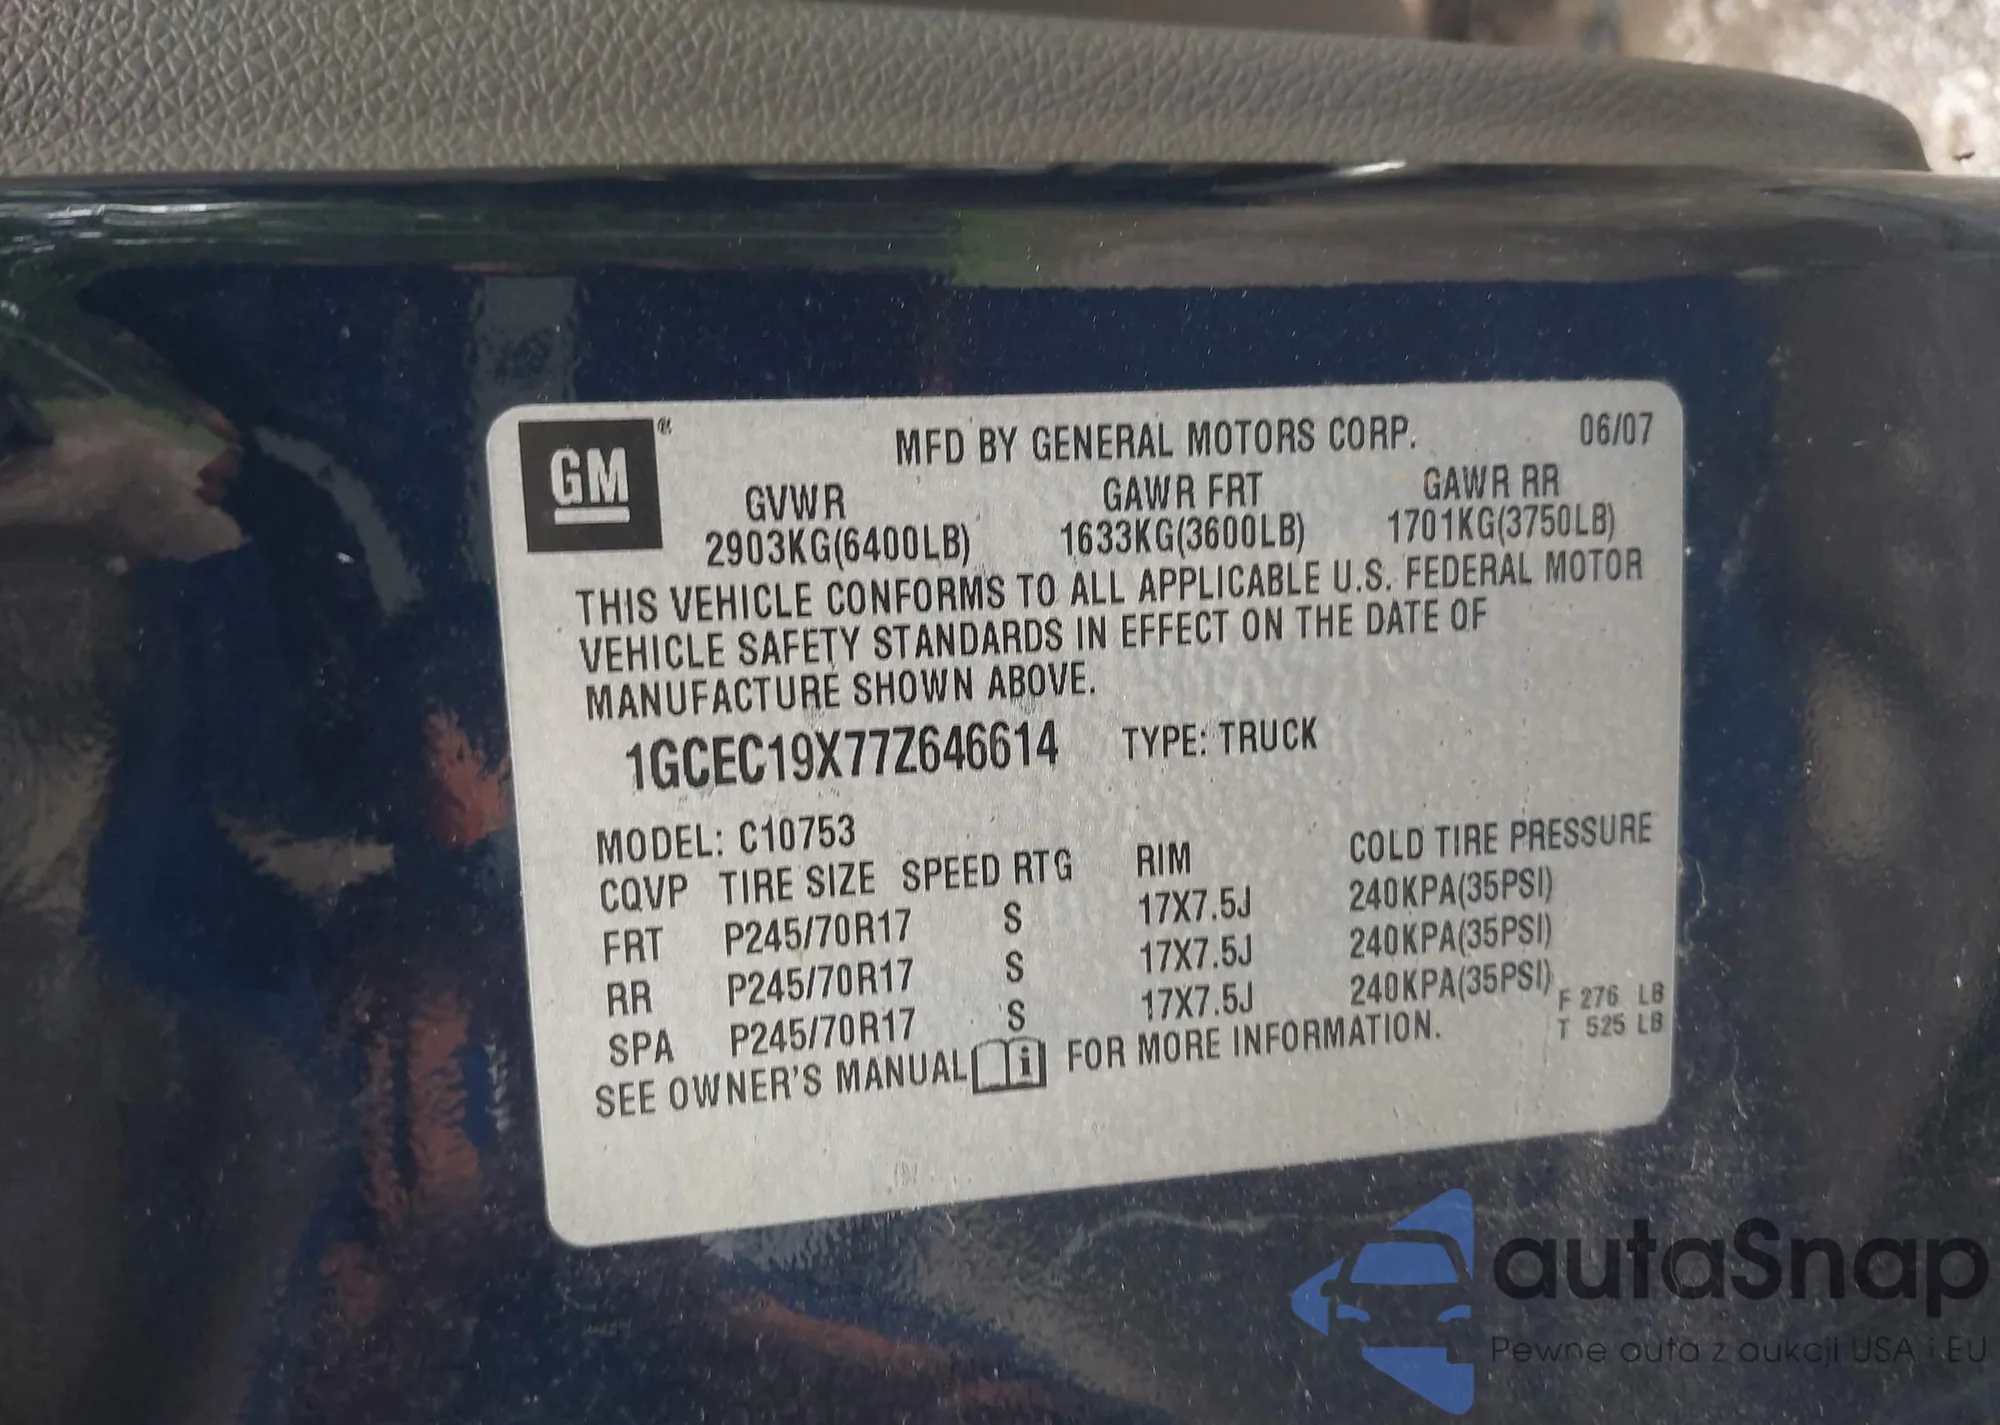 GM®
MFD BY GENERAL MOTORS CORP. 06/07
GVWR GAWR FRT GAWR RR
2903KG(6400LB) 1633KG(3600LB) 1701KG(3750LB)
THIS VEHICLE CONFORMS TO ALL APPLICABLE U.S. FEDERAL MOTOR
VEHICLE SAFETY STANDARDS IN EFFECT ON THE DATE OF
MANUFACTURE SHOWN ABOVE.
1GCEC19X77Z646614 TYPE: TRUCK
MODEL: C10753
CQVP TIRE SIZE SPEED RTG RIM COLD TIRE PRESSURE
FRT P245/70R17 S 17X7.5J 240KPA(35PSI)
RR P245/70R17 S 17X7.5J 240KPA(35PSI)
SPA P245/70R17 S 17X7.5J 240KPA(35PSI)
F 276 LB
T 525 LB
SEE OWNER'S MANUAL i FOR MORE INFORMATION.
autaSnap
Pewne auta z aukcji USA i EU